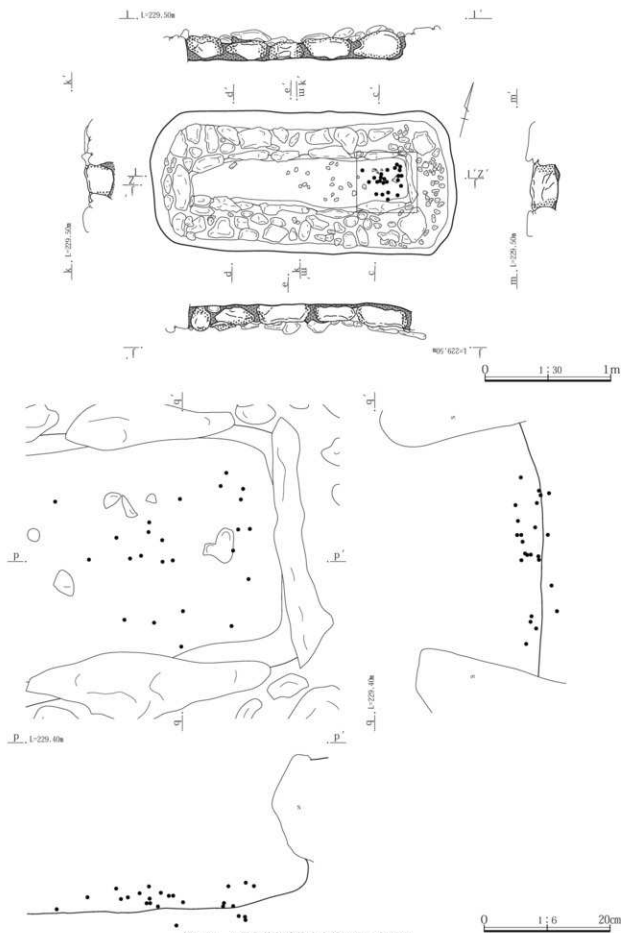 L=229.50m
k'
d'
e'
k'
c'
m'
Z'
k
L=229.50m
d
e
k
c
m
L=229.50m
L=229.50m
0 1:30 1m
q'
q'
s
p
p'
p
p'
q
q
L=229.40m
s
p
L=229.40m
p'
s
0 1:6 20cm